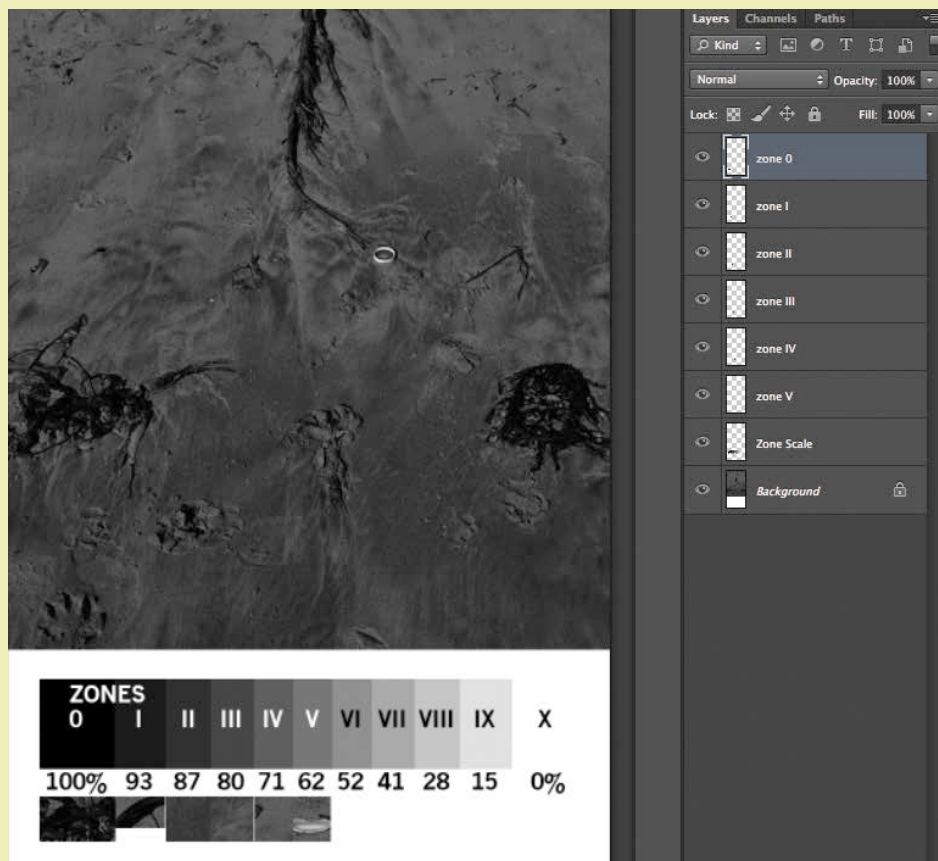 Layers Channels Paths
Kind
Normal Opacity: 100%
Lock: Fill: 100%
zone 0
zone I
zone II
zone III
zone IV
zone V
Zone Scale
Background
ZONES
0 I II III IV V VI VII VIII IX X
100% 93 87 80 71 62 52 41 28 15 0%